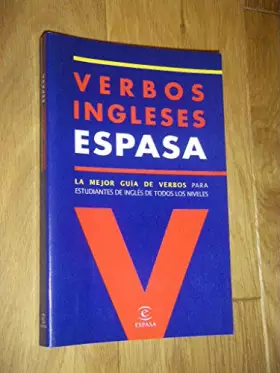 VERBOS
INGLESES
ESPASA
LA MEJOR GUÍA DE VERBOS PARA
ESTUDIANTES DE INGLÉS DE TODOS LOS NIVELES
V
ESPASA